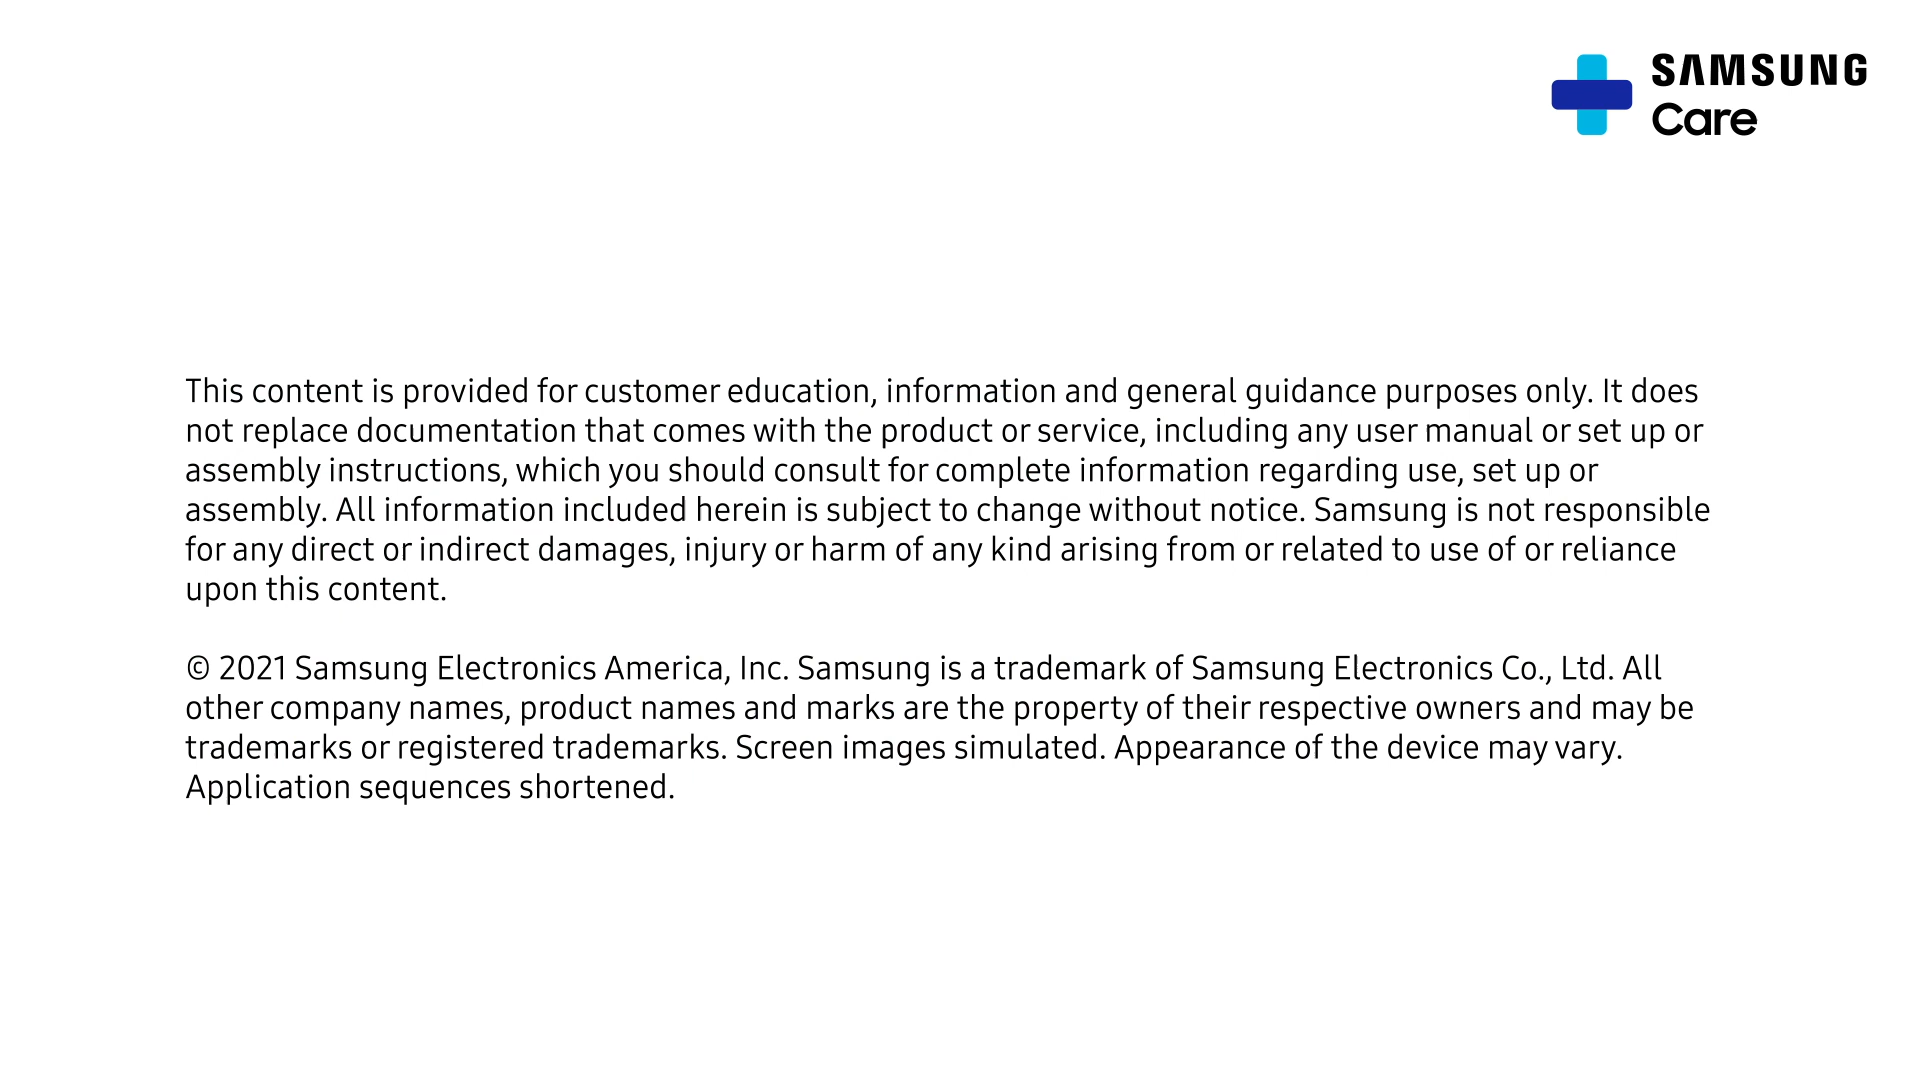 SAMSUNG
Care
This content is provided for customer education, information and general guidance purposes only. It does
not replace documentation that comes with the product or service, including any user manual or set up or
assembly instructions, which you should consult for complete information regarding use, set up or
assembly. All information included herein is subject to change without notice. Samsung is not responsible
for any direct or indirect damages, injury or harm of any kind arising from or related to use of or reliance
upon this content.
© 2021 Samsung Electronics America, Inc. Samsung is a trademark of Samsung Electronics Co., Ltd. All
other company names, product names and marks are the property of their respective owners and may be
trademarks or registered trademarks. Screen images simulated. Appearance of the device may vary.
Application sequences shortened.